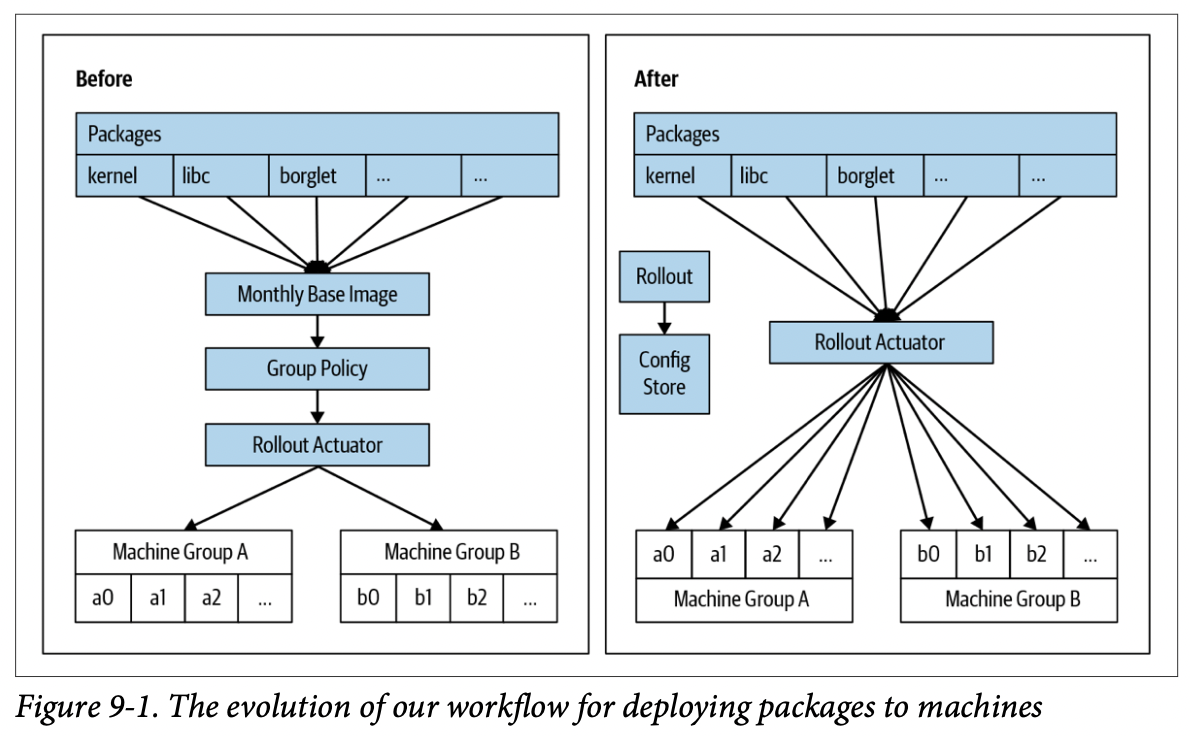 Before
Packages
kernel libc borglet ... ...
Monthly Base Image
Group Policy
Rollout Actuator
Machine Group A
a0 a1 a2 ...
Machine Group B
b0 b1 b2 ...
After
Packages
kernel libc borglet ... ...
Rollout
Config
Store
Rollout Actuator
a0 a1 a2 ...
Machine Group A
b0 b1 b2 ...
Machine Group B
Figure 9-1. The evolution of our workflow for deploying packages to machines